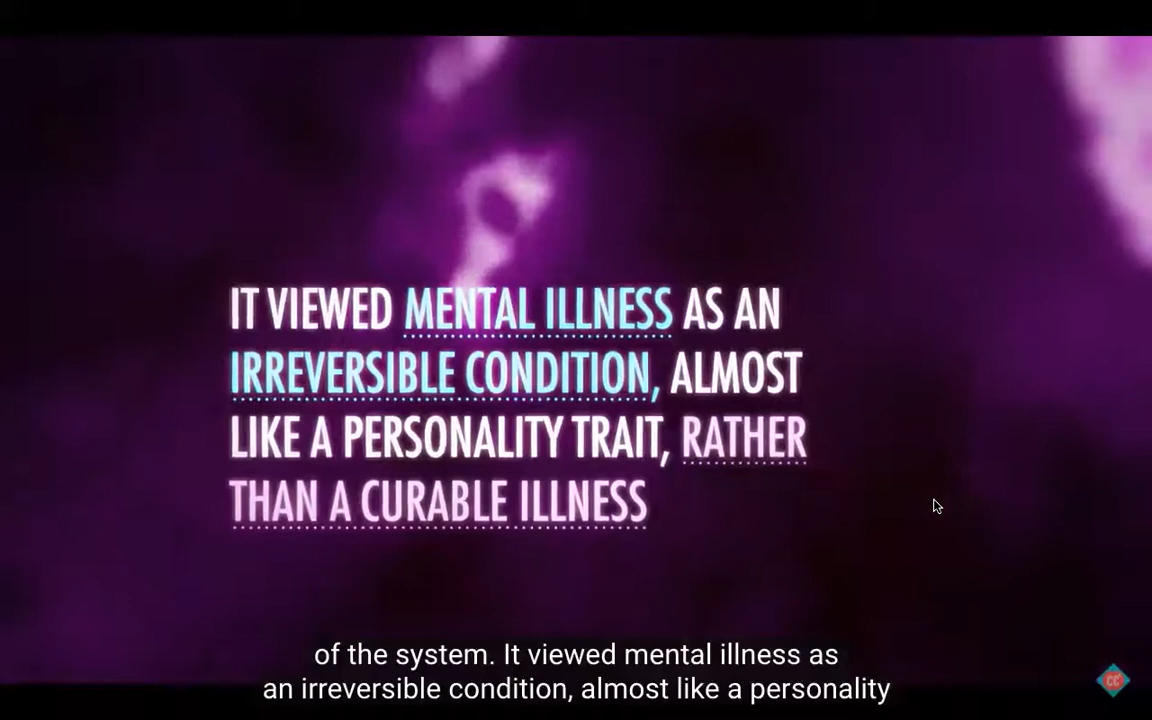 IT VIEWED MENTAL ILLNESS AS AN
IRREVERSIBLE CONDITION, ALMOST
LIKE A PERSONALITY TRAIT, RATHER
THAN A CURABLE ILLNESS
of the system. It viewed mental illness as
an irreversible condition, almost like a personality
CC